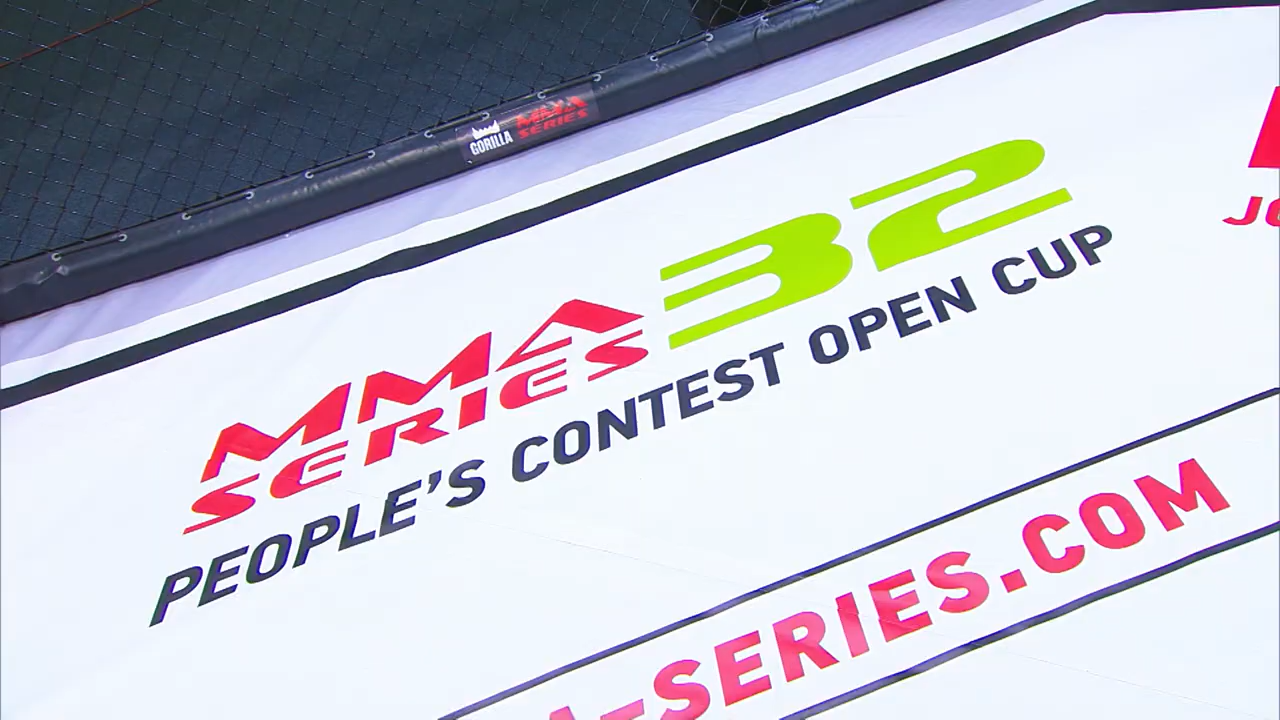 GORILLA MMA SERIES
MMA SERIES 32
PEOPLE'S CONTEST OPEN CUP
A-SERIES.COM